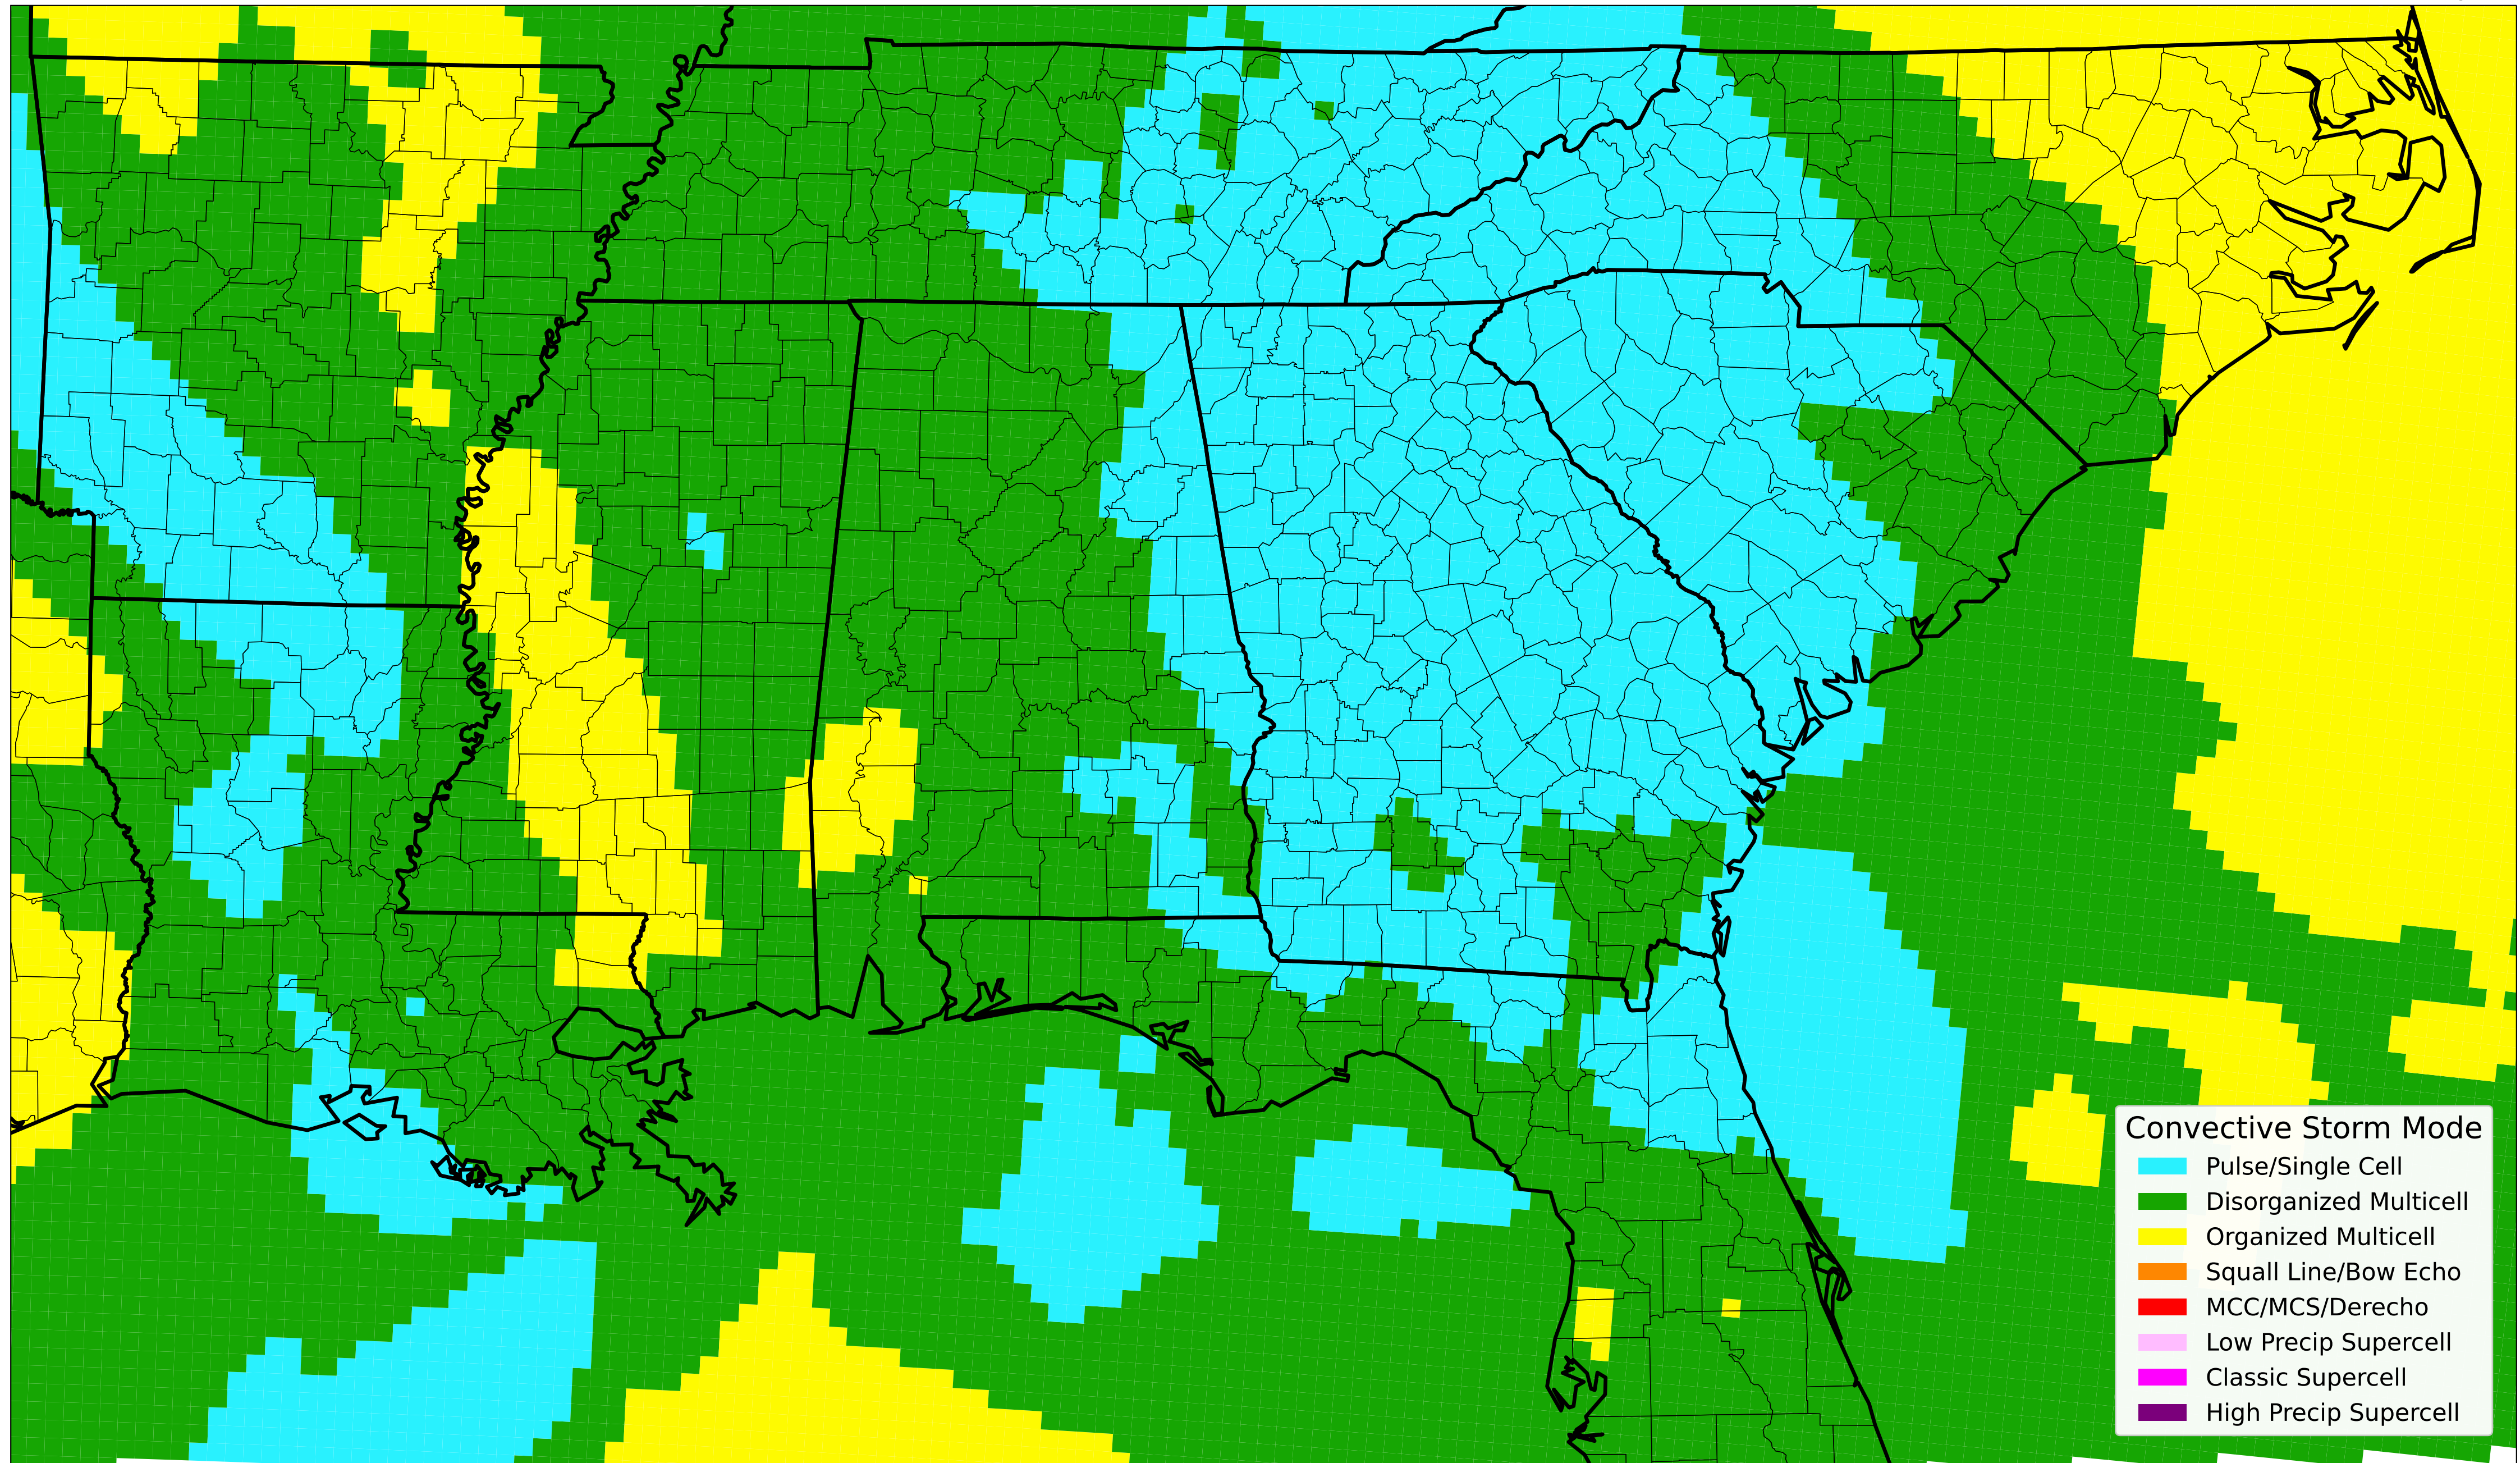 Convective Storm Mode
Pulse/Single Cell
Disorganized Multicell
Organized Multicell
Squall Line/Bow Echo
MCC/MCS/Derecho
Low Precip Supercell
Classic Supercell
High Precip Supercell